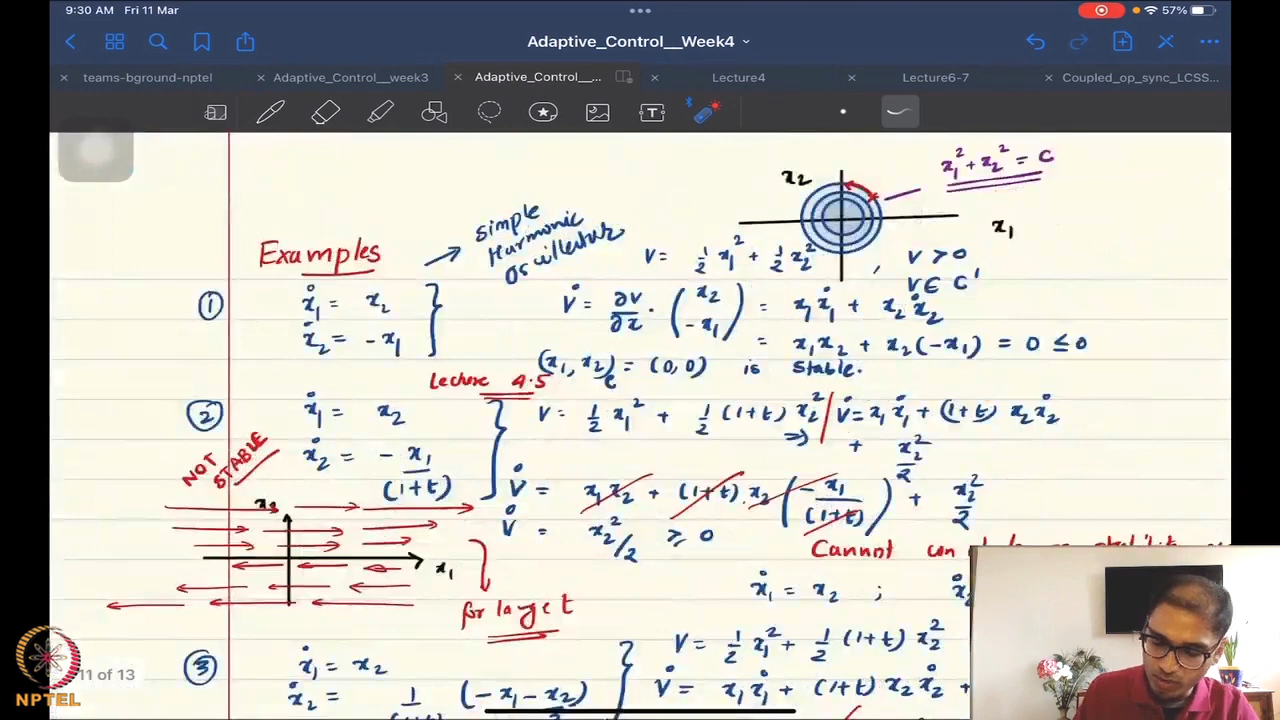 9:30 AM Fri 11 Mar
57%
Adaptive_Control__Week4
teams-bground-nptel
Adaptive_Control__week3
Adaptive_Control__...
Lecture4
Lecture6-7
Coupled_op_sync_LCSS...
x₂
x₁² + x₂² = C
x₁
Examples
simple
Harmonic
Oscillator
V = ½ x₁² + ½ x₂² , V > 0
V ∈ C¹
① ẋ₁ = x₂
ẋ₂ = -x₁
V̇ = ∂V/∂x · (x₂ -x₁) = x₁ẋ₁ + x₂ẋ₂
= x₁x₂ + x₂(-x₁) = 0 ≤ 0
(x₁, x₂)e = (0,0) is stable.
Lecture 4.5
② ẋ₁ = x₂
ẋ₂ = - x₁/(1+t)
V = ½ x₁² + ½ (1+t) x₂² ⇒ V̇ = x₁ẋ₁ + (1+t) x₂ẋ₂
+ x₂²/2
V̇ = x₁x₂ + (1+t) · x₂ (-x₁/(1+t)) + x₂²/2
V̇ = x₂²/2 ≥ 0
Cannot
NOT
STABLE
x₂
x₁
for large t
ẋ₁ = x₂ ;
③ ẋ₁ = x₂
ẋ₂ = (-x₁ - x₂)
V = ½ x₁² + ½ (1+t) x₂²
V̇ = x₁ẋ₁ + (1+t) x₂ẋ₂ +
11 of 13
NPTEL